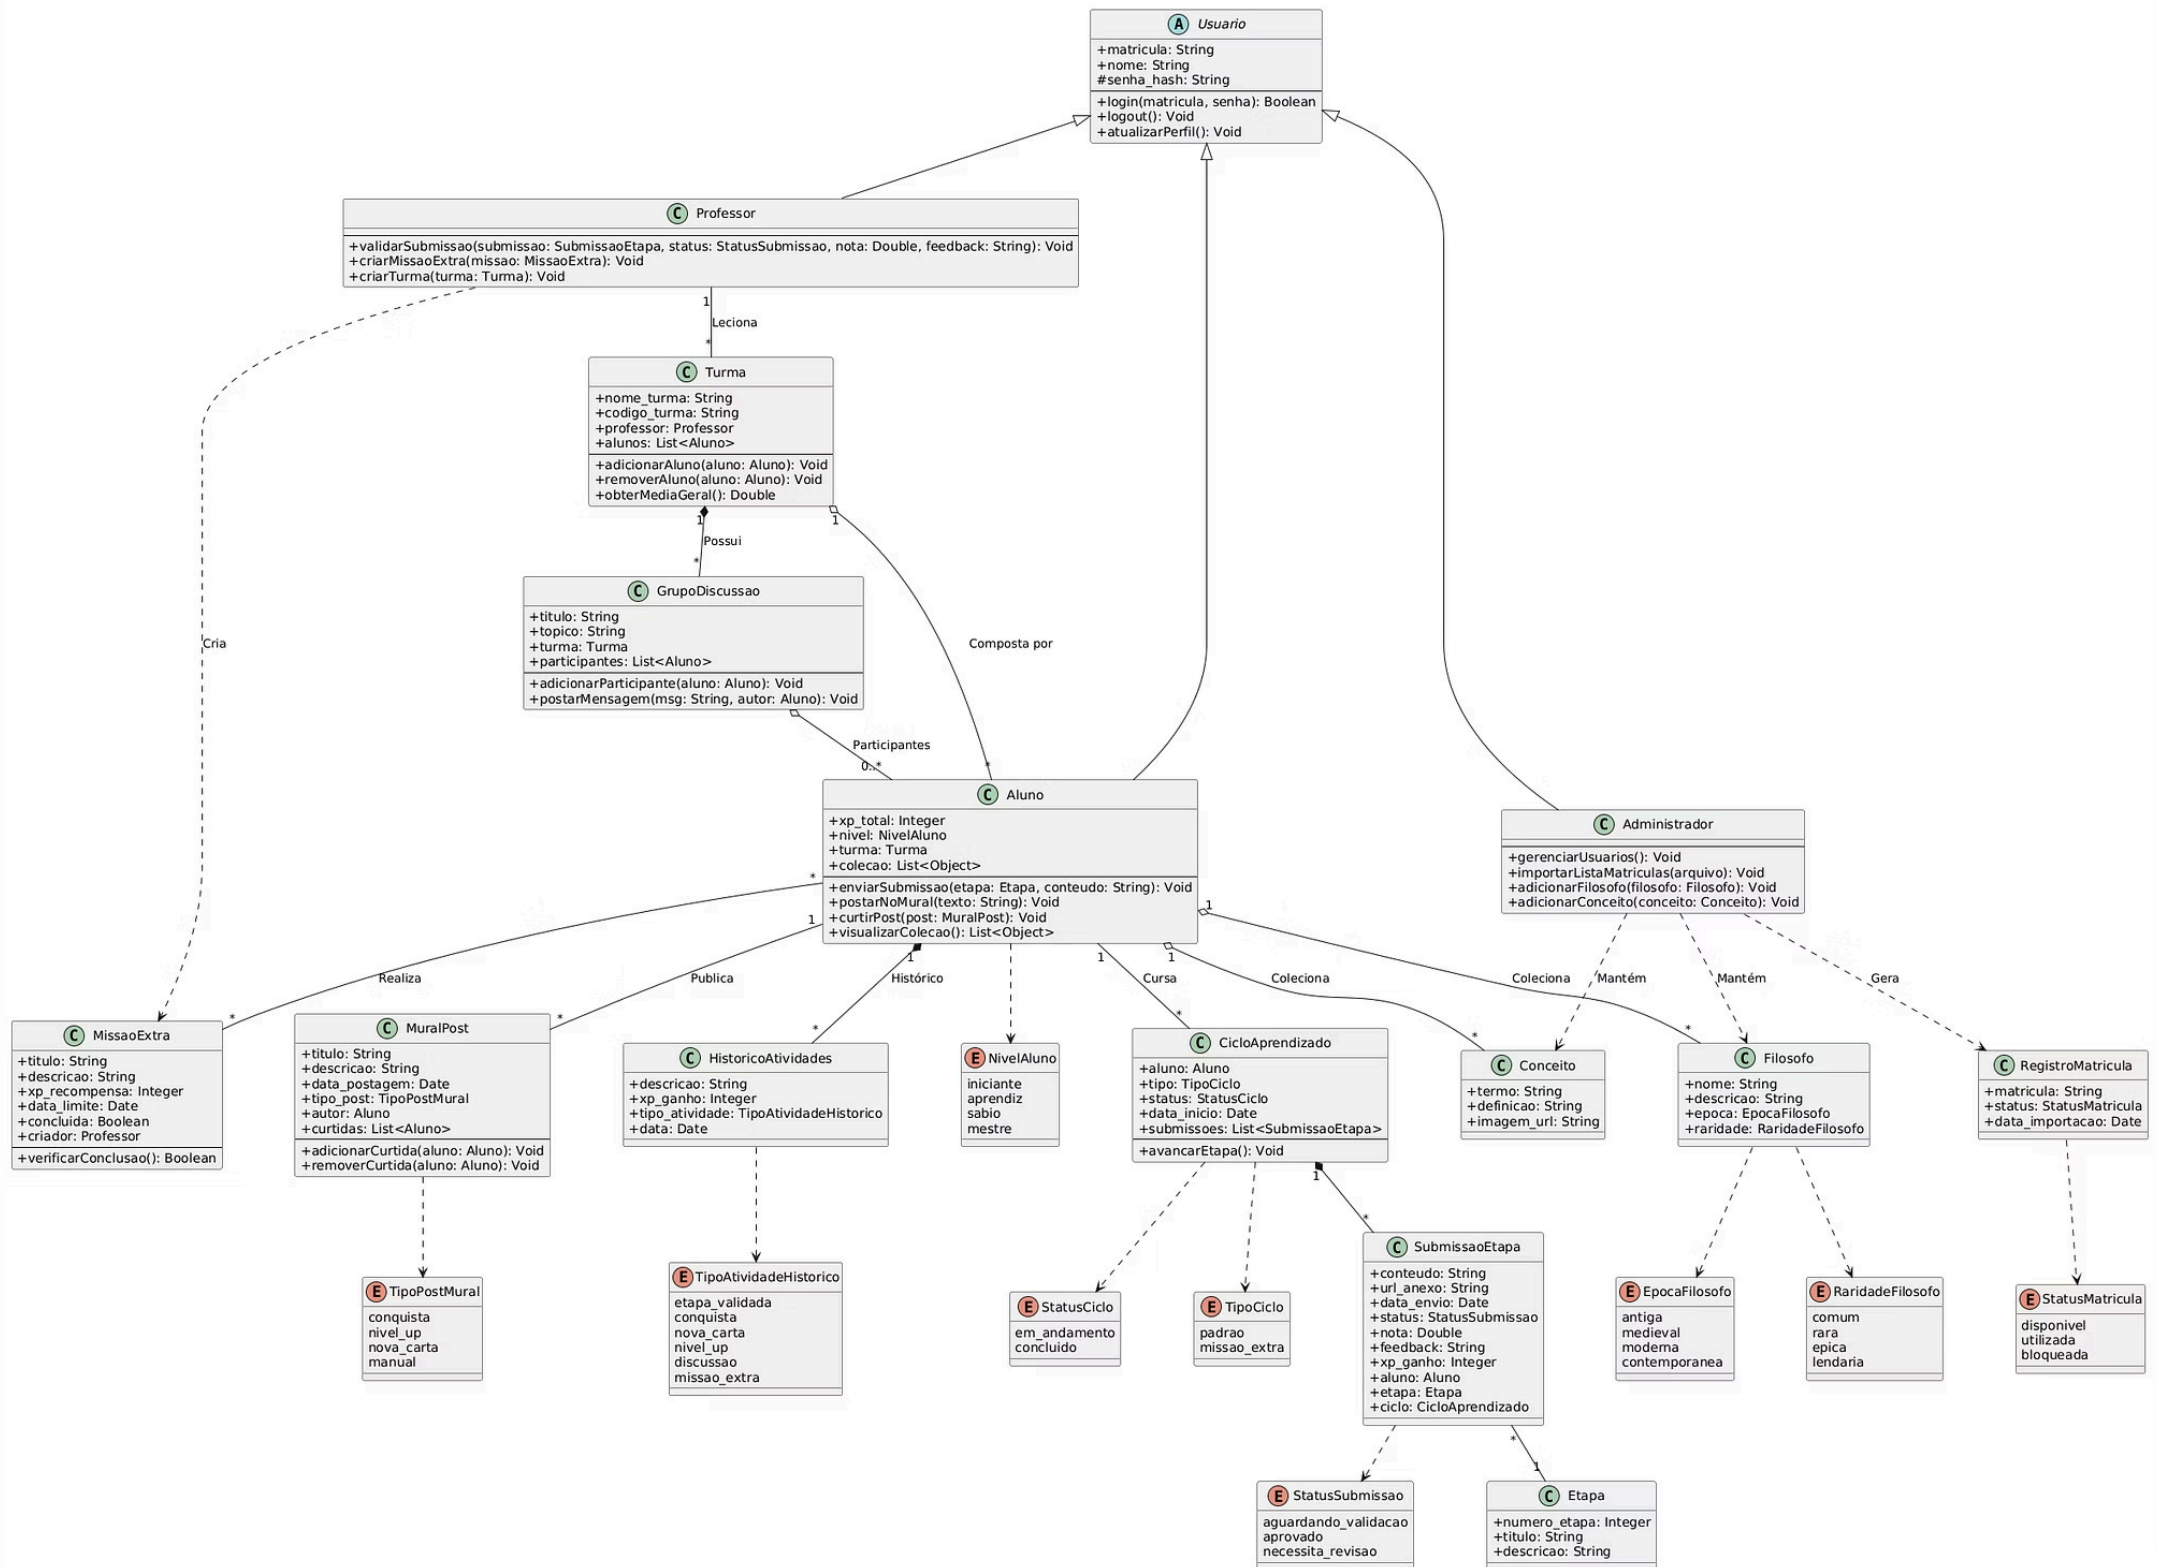 A Usuario
+matricula: String
+nome: String
#senha_hash: String
+login(matricula, senha): Boolean
+logout(): Void
+atualizarPerfil(): Void
C Professor
+validarSubmissao(submissao: SubmissaoEtapa, status: StatusSubmissao, nota: Double, feedback: String): Void
+criarMissaoExtra(missao: MissaoExtra): Void
+criarTurma(turma: Turma): Void
1
Leciona
*
C Turma
+nome_turma: String
+codigo_turma: String
+professor: Professor
+alunos: List<Aluno>
+adicionarAluno(aluno: Aluno): Void
+removerAluno(aluno: Aluno): Void
+obterMediaGeral(): Double
1
1
Possui
*
C GrupoDiscussao
+titulo: String
+topico: String
+turma: Turma
+participantes: List<Aluno>
+adicionarParticipante(aluno: Aluno): Void
+postarMensagem(msg: String, autor: Aluno): Void
Cria
Composta por
Participantes
0..*
*
C Aluno
+xp_total: Integer
+nivel: NivelAluno
+turma: Turma
+colecao: List<Object>
+enviarSubmissao(etapa: Etapa, conteudo: String): Void
+postarNoMural(texto: String): Void
+curtirPost(post: MuralPost): Void
+visualizarColecao(): List<Object>
C Administrador
+gerenciarUsuarios(): Void
+importarListaMatriculas(arquivo): Void
+adicionarFilosofo(filosofo: Filosofo): Void
+adicionarConceito(conceito: Conceito): Void
*
1
1
1
1
1
Realiza
Publica
Histórico
Cursa
Coleciona
Coleciona
Mantém
Mantém
Gera
*
*
*
*
*
*
C MissaoExtra
+titulo: String
+descricao: String
+xp_recompensa: Integer
+data_limite: Date
+concluida: Boolean
+criador: Professor
+verificarConclusao(): Boolean
C MuralPost
+titulo: String
+descricao: String
+data_postagem: Date
+tipo_post: TipoPostMural
+autor: Aluno
+curtidas: List<Aluno>
+adicionarCurtida(aluno: Aluno): Void
+removerCurtida(aluno: Aluno): Void
C HistoricoAtividades
+descricao: String
+xp_ganho: Integer
+tipo_atividade: TipoAtividadeHistorico
+data: Date
E NivelAluno
iniciante
aprendiz
sabio
mestre
C CicloAprendizado
+aluno: Aluno
+tipo: TipoCiclo
+status: StatusCiclo
+data_inicio: Date
+submissoes: List<SubmissaoEtapa>
+avancarEtapa(): Void
C Conceito
+termo: String
+definicao: String
+imagem_url: String
C Filosofo
+nome: String
+descricao: String
+epoca: EpocaFilosofo
+raridade: RaridadeFilosofo
C RegistroMatricula
+matricula: String
+status: StatusMatricula
+data_importacao: Date
1
*
E TipoPostMural
conquista
nivel_up
nova_carta
manual
E TipoAtividadeHistorico
etapa_validada
conquista
nova_carta
nivel_up
discussao
missao_extra
E StatusCiclo
em_andamento
concluido
E TipoCiclo
padrao
missao_extra
C SubmissaoEtapa
+conteudo: String
+url_anexo: String
+data_envio: Date
+status: StatusSubmissao
+nota: Double
+feedback: String
+xp_ganho: Integer
+aluno: Aluno
+etapa: Etapa
+ciclo: CicloAprendizado
E EpocaFilosofo
antiga
medieval
moderna
contemporanea
E RaridadeFilosofo
comum
rara
epica
lendaria
E StatusMatricula
disponivel
utilizada
bloqueada
*
1
E StatusSubmissao
aguardando_validacao
aprovado
necessita_revisao
C Etapa
+numero_etapa: Integer
+titulo: String
+descricao: String